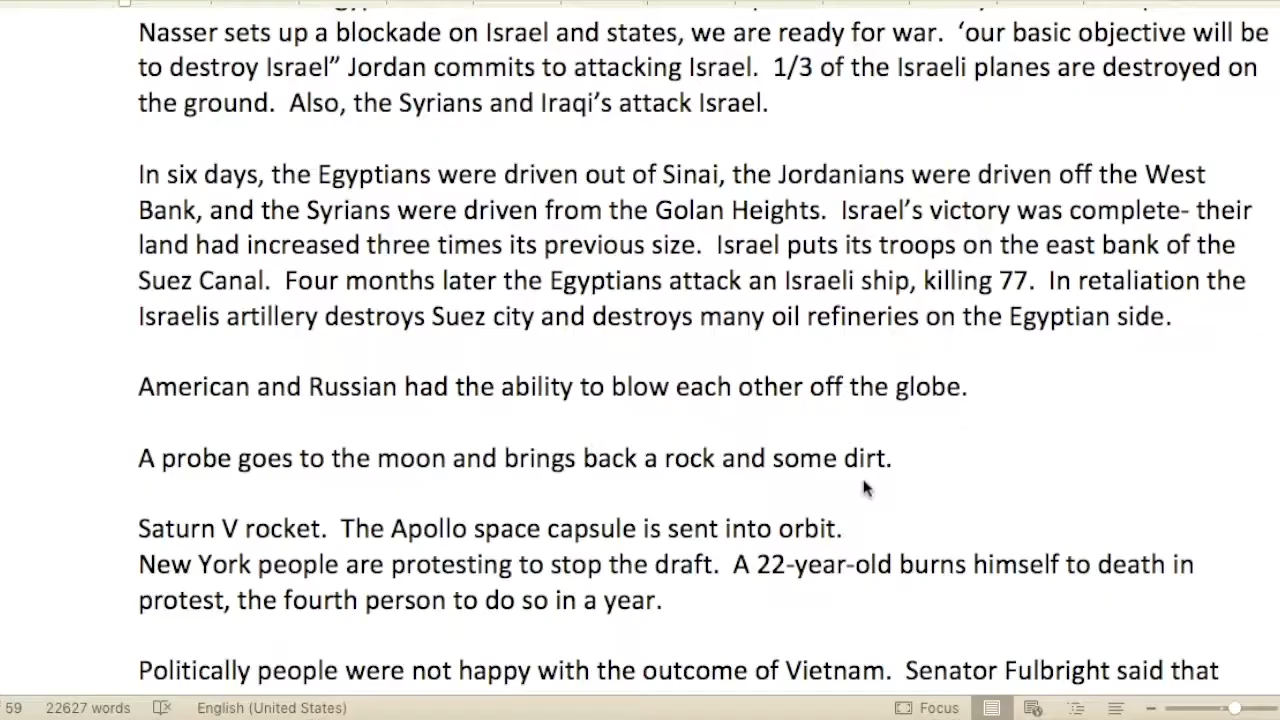 Nasser sets up a blockade on Israel and states, we are ready for war.  ‘our basic objective will be
to destroy Israel” Jordan commits to attacking Israel.  1/3 of the Israeli planes are destroyed on
the ground.  Also, the Syrians and Iraqi’s attack Israel.
In six days, the Egyptians were driven out of Sinai, the Jordanians were driven off the West
Bank, and the Syrians were driven from the Golan Heights.  Israel’s victory was complete- their
land had increased three times its previous size.  Israel puts its troops on the east bank of the
Suez Canal.  Four months later the Egyptians attack an Israeli ship, killing 77.  In retaliation the
Israelis artillery destroys Suez city and destroys many oil refineries on the Egyptian side.
American and Russian had the ability to blow each other off the globe.
A probe goes to the moon and brings back a rock and some dirt.
Saturn V rocket.  The Apollo space capsule is sent into orbit.
New York people are protesting to stop the draft.  A 22-year-old burns himself to death in
protest, the fourth person to do so in a year.
Politically people were not happy with the outcome of Vietnam.  Senator Fulbright said that
59 22627 words English (United States) Focus